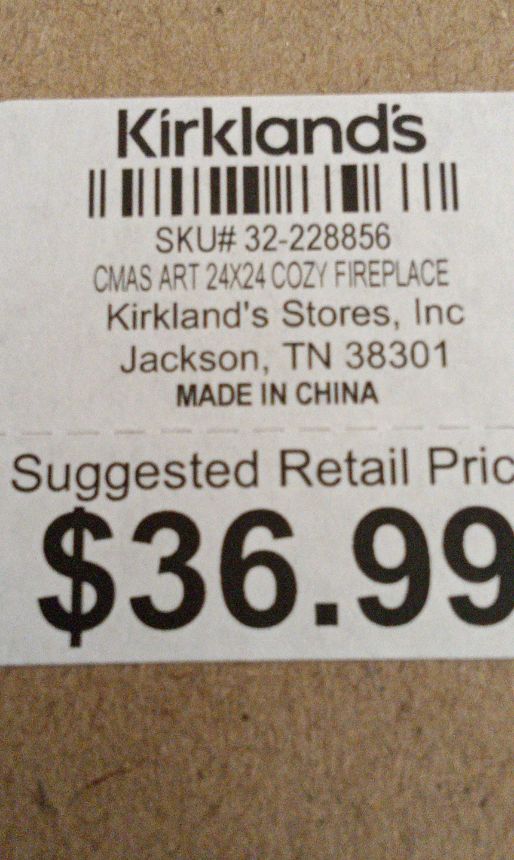 Kirkland's
SKU# 32-228856
CMAS ART 24X24 COZY FIREPLACE
Kirkland's Stores, Inc
Jackson, TN 38301
MADE IN CHINA
Suggested Retail Pric
$36.99